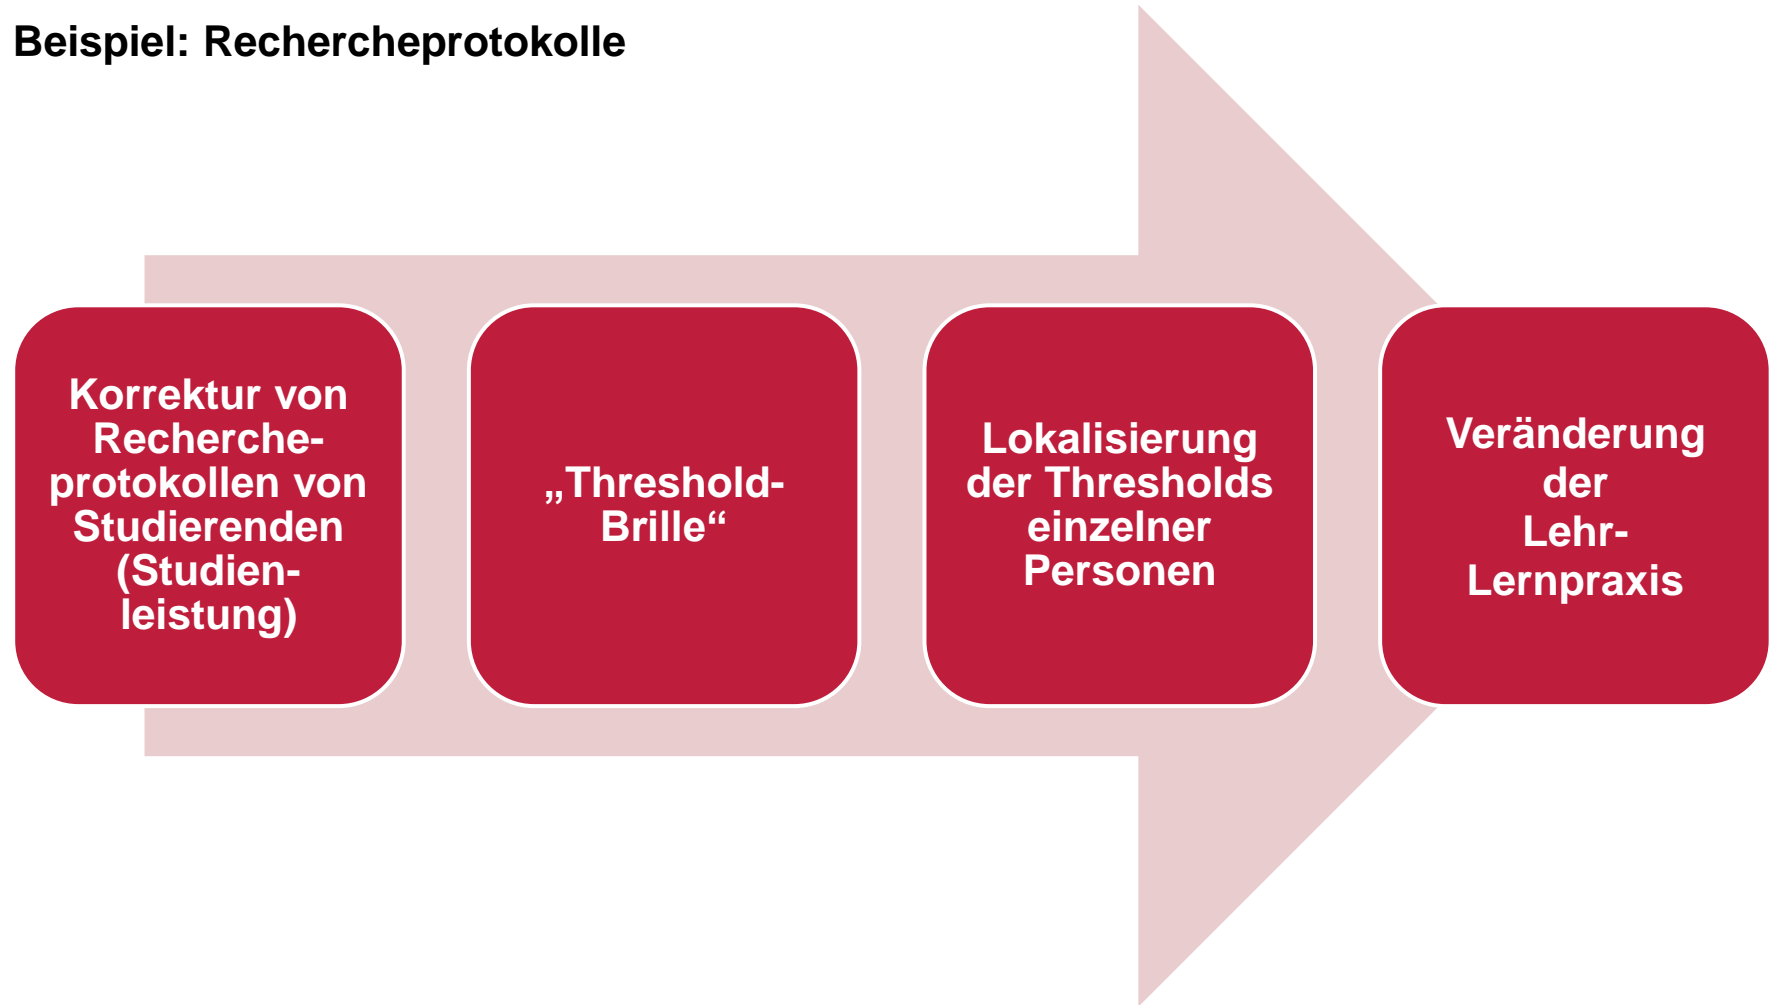 Beispiel: Rechercheprotokolle
Korrektur von
Recherche-
protokollen von
Studierenden
(Studien-
leistung)
„Threshold-
Brille“
Lokalisierung
der Thresholds
einzelner
Personen
Veränderung
der
Lehr-
Lernpraxis